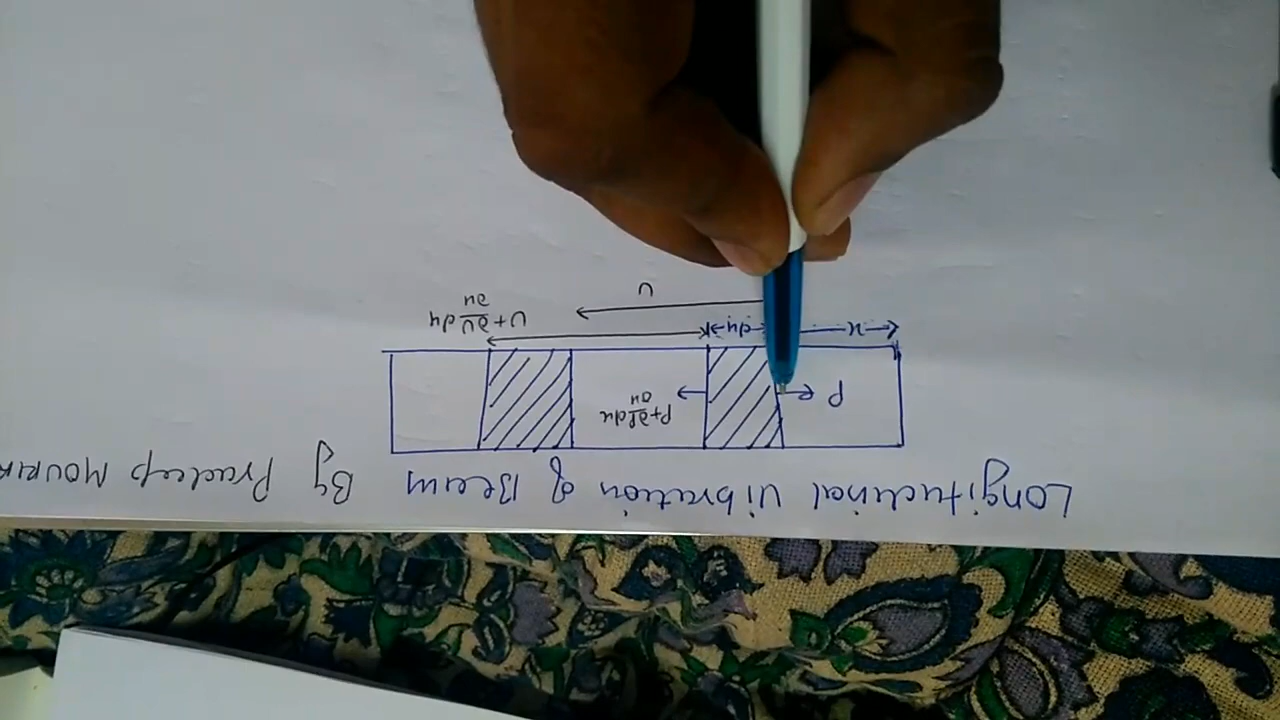 Longitudinal vibration of Beam By Pradeep
P
P+∂P/∂x dx
x
dx
U+∂U/∂x dx
U